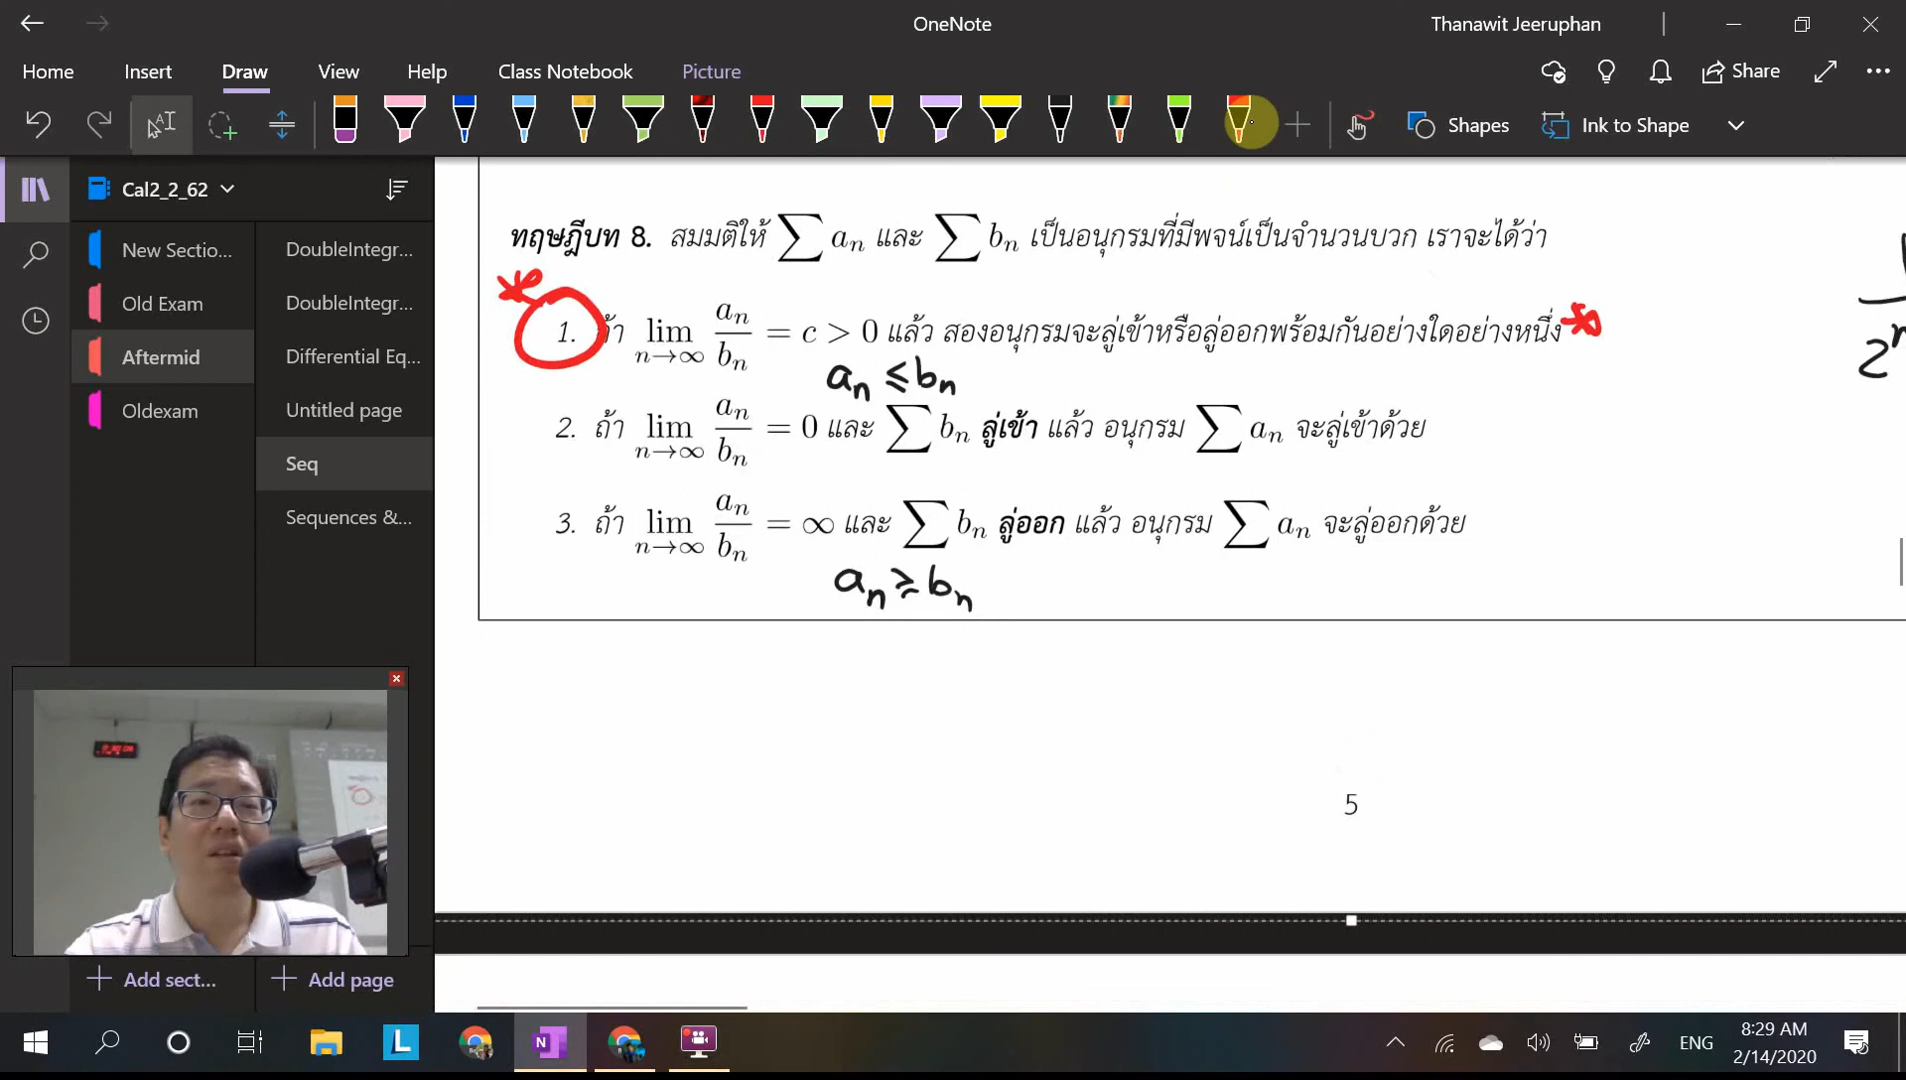 OneNote
Thanawit Jeeruphan
Home Insert Draw View Help Class Notebook Picture
Share
Shapes Ink to Shape
Cal2_2_62
New Sectio...
Old Exam
Aftermid
Oldexam
DoubleIntegr...
DoubleIntegr...
Differential Eq...
Untitled page
Seq
Sequences &...
ทฤษฎีบท 8. สมมติให้ ∑ aₙ และ ∑ bₙ เป็นอนุกรมที่มีพจน์เป็นจำนวนบวก เราจะได้ว่า
1. ถ้า lim n→∞ aₙ/bₙ = c > 0 แล้ว สองอนุกรมจะลู่เข้าหรือลู่ออกพร้อมกันอย่างใดอย่างหนึ่ง
aₙ ≤ bₙ
2. ถ้า lim n→∞ aₙ/bₙ = 0 และ ∑ bₙ ลู่เข้า แล้ว อนุกรม ∑ aₙ จะลู่เข้าด้วย
3. ถ้า lim n→∞ aₙ/bₙ = ∞ และ ∑ bₙ ลู่ออก แล้ว อนุกรม ∑ aₙ จะลู่ออกด้วย
aₙ ≥ bₙ
2ⁿ
5
Add sect... Add page
ENG
8:29 AM
2/14/2020